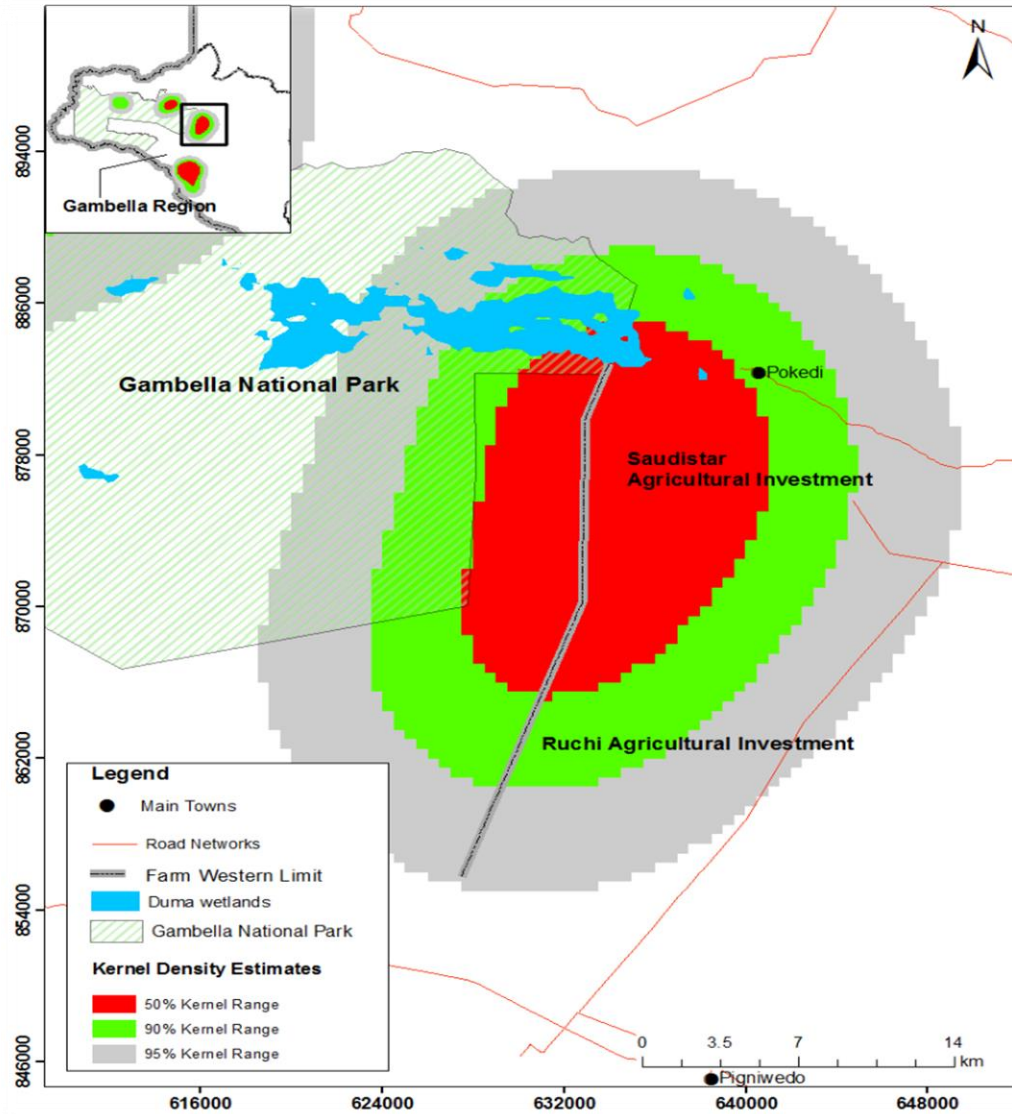 N
Gambella Region
894000
886000
878000
870000
862000
854000
846000
Gambella National Park
Pokedi
Saudistar
Agricultural Investment
Ruchi Agricultural Investment
Legend
Main Towns
Road Networks
Farm Western Limit
Duma wetlands
Gambella National Park
Kernel Density Estimates
50% Kernel Range
90% Kernel Range
95% Kernel Range
0 3.5 7 14
km
Pigniwedo
616000 624000 632000 640000 648000